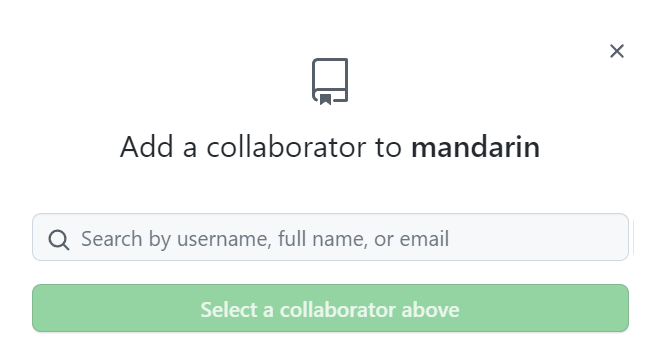 Add a collaborator to mandarin
Search by username, full name, or email
Select a collaborator above